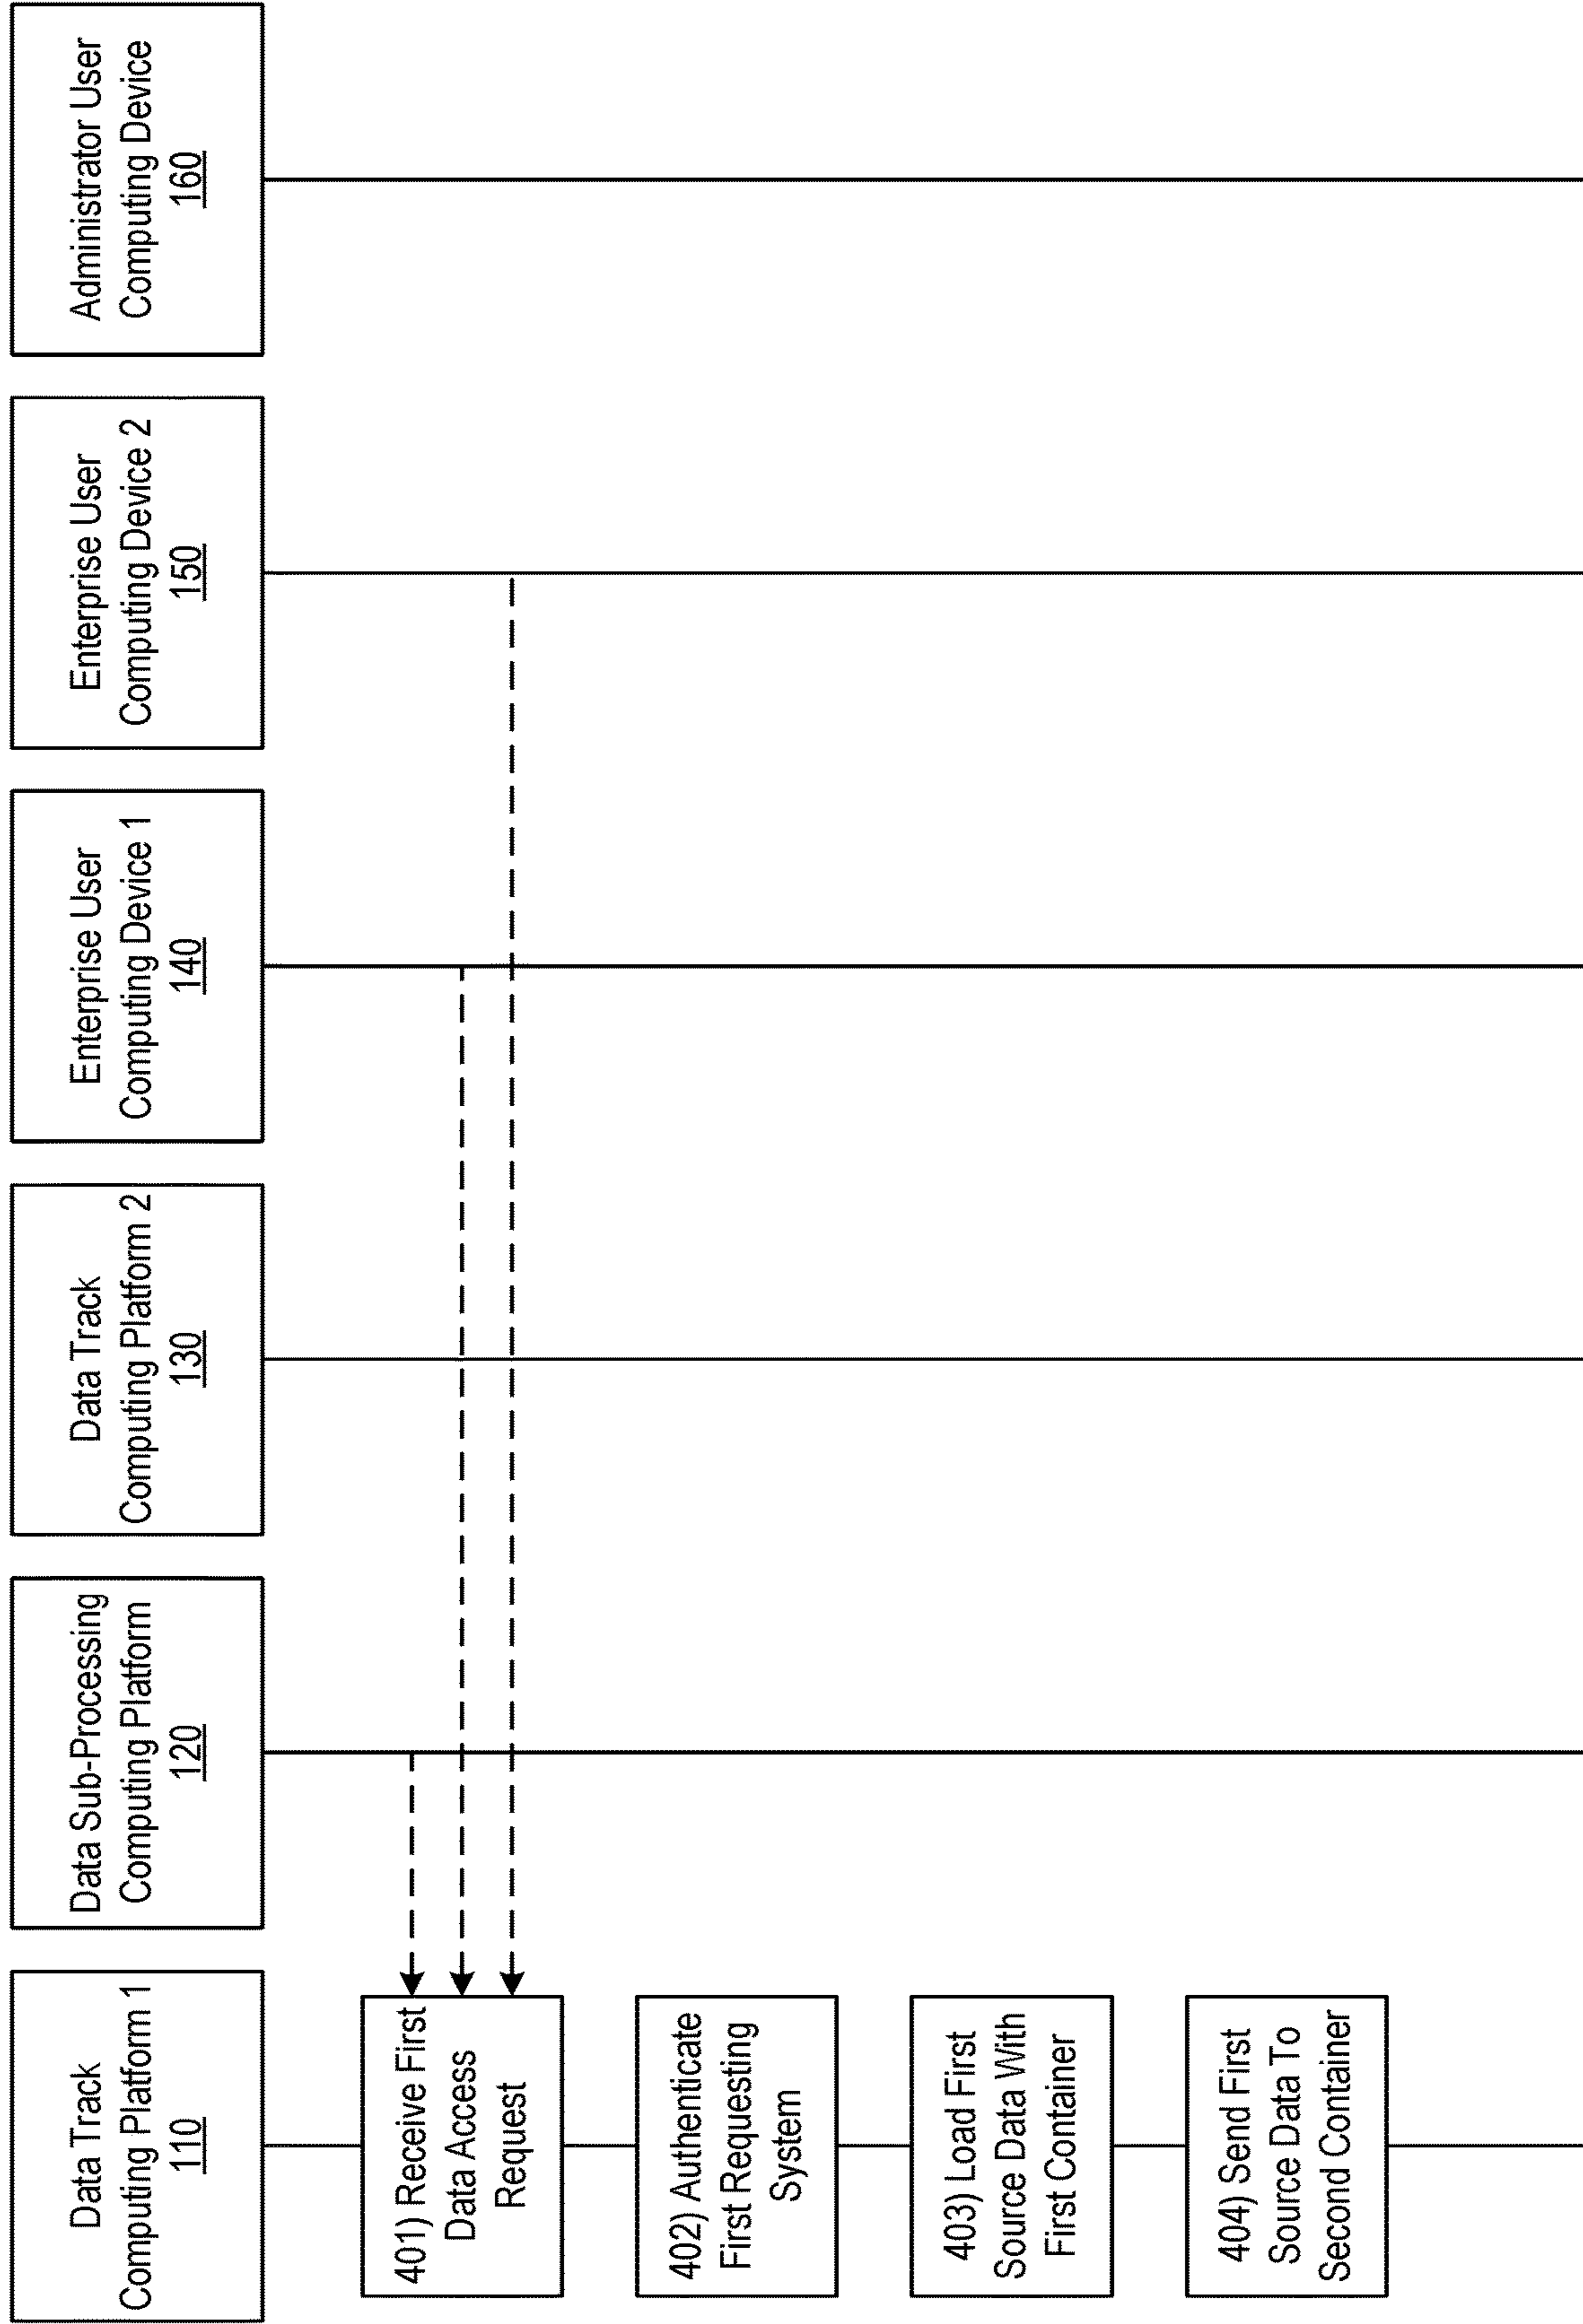 Data Track
Computing Platform 1
110
Data Sub-Processing
Computing Platform
120
Data Track
Computing Platform 2
130
Enterprise User
Computing Device 1
140
Enterprise User
Computing Device 2
150
Administrator User
Computing Device
160
401) Receive First
Data Access
Request
402) Authenticate
First Requesting
System
403) Load First
Source Data With
First Container
404) Send First
Source Data To
Second Container